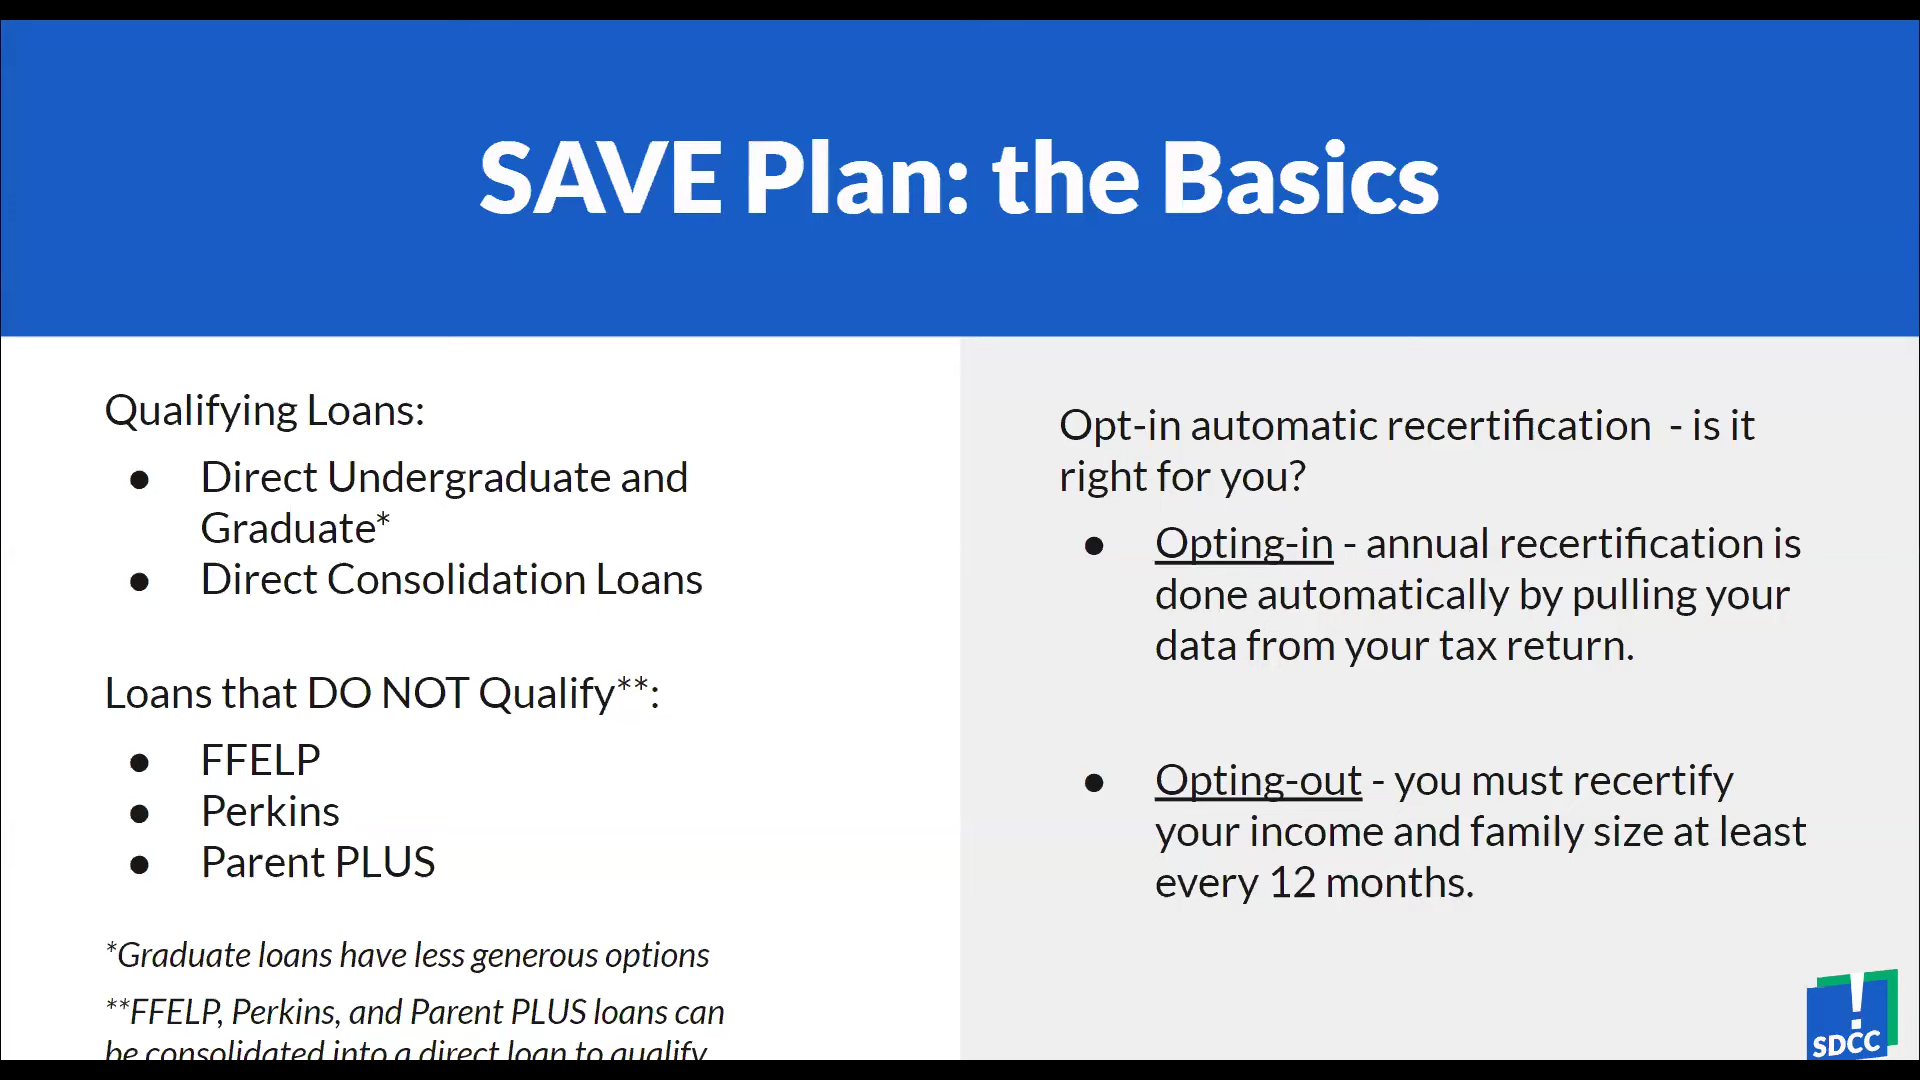 SAVE Plan: the Basics
Qualifying Loans:
● Direct Undergraduate and
Graduate*
● Direct Consolidation Loans
Loans that DO NOT Qualify**:
● FFELP
● Perkins
● Parent PLUS
*Graduate loans have less generous options
**FFELP, Perkins, and Parent PLUS loans can
be consolidated into a direct loan to qualify
Opt-in automatic recertification - is it
right for you?
● Opting-in - annual recertification is
done automatically by pulling your
data from your tax return.
● Opting-out - you must recertify
your income and family size at least
every 12 months.
!
SDCC